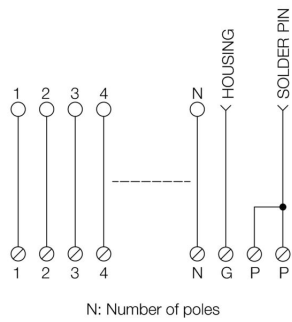 HOUSING
SOLDER PIN
1 2 3 4 N
1 2 3 4 N G P P
N: Number of poles